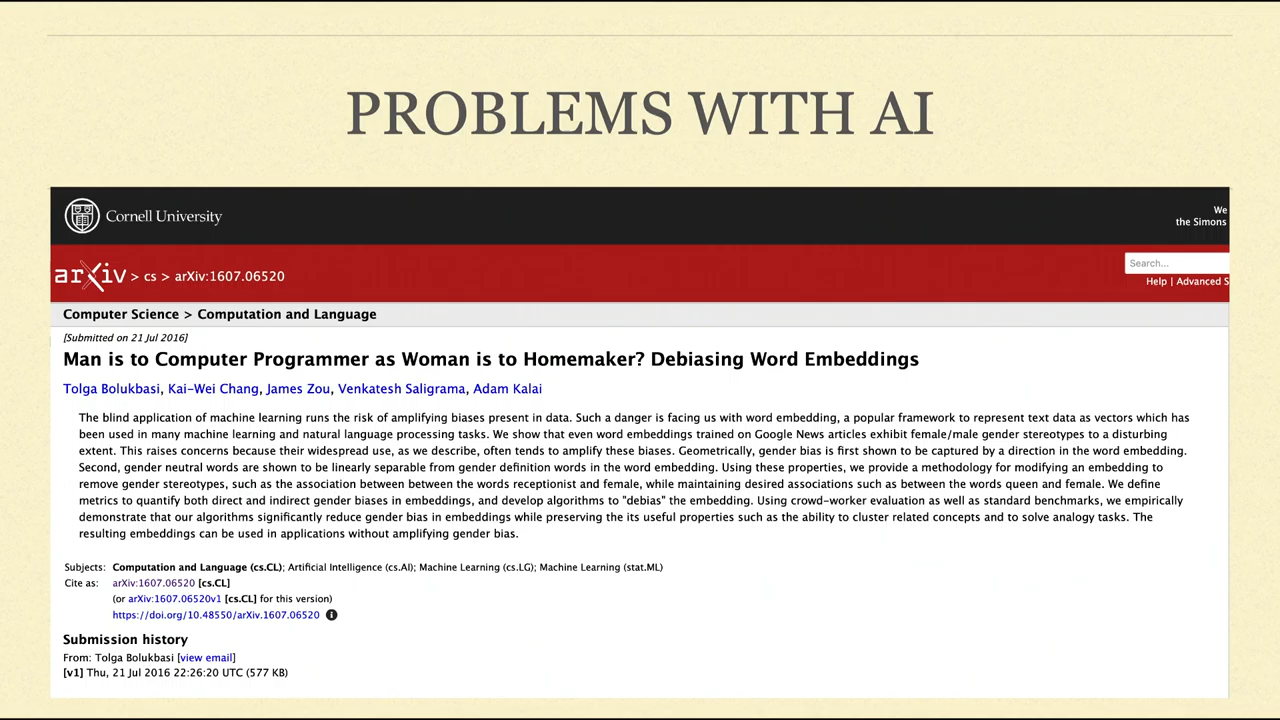 PROBLEMS WITH AI
Cornell University
We
the Simons
arXiv > cs > arXiv:1607.06520
Search...
Help | Advanced S
Computer Science > Computation and Language
[Submitted on 21 Jul 2016]
Man is to Computer Programmer as Woman is to Homemaker? Debiasing Word Embeddings
Tolga Bolukbasi, Kai-Wei Chang, James Zou, Venkatesh Saligrama, Adam Kalai
The blind application of machine learning runs the risk of amplifying biases present in data. Such a danger is facing us with word embedding, a popular framework to represent text data as vectors which has
been used in many machine learning and natural language processing tasks. We show that even word embeddings trained on Google News articles exhibit female/male gender stereotypes to a disturbing
extent. This raises concerns because their widespread use, as we describe, often tends to amplify these biases. Geometrically, gender bias is first shown to be captured by a direction in the word embedding.
Second, gender neutral words are shown to be linearly separable from gender definition words in the word embedding. Using these properties, we provide a methodology for modifying an embedding to
remove gender stereotypes, such as the association between between the words receptionist and female, while maintaining desired associations such as between the words queen and female. We define
metrics to quantify both direct and indirect gender biases in embeddings, and develop algorithms to "debias" the embedding. Using crowd-worker evaluation as well as standard benchmarks, we empirically
demonstrate that our algorithms significantly reduce gender bias in embeddings while preserving the its useful properties such as the ability to cluster related concepts and to solve analogy tasks. The
resulting embeddings can be used in applications without amplifying gender bias.
Subjects: Computation and Language (cs.CL); Artificial Intelligence (cs.AI); Machine Learning (cs.LG); Machine Learning (stat.ML)
Cite as: arXiv:1607.06520 [cs.CL]
(or arXiv:1607.06520v1 [cs.CL] for this version)
https://doi.org/10.48550/arXiv.1607.06520
Submission history
From: Tolga Bolukbasi [view email]
[v1] Thu, 21 Jul 2016 22:26:20 UTC (577 KB)